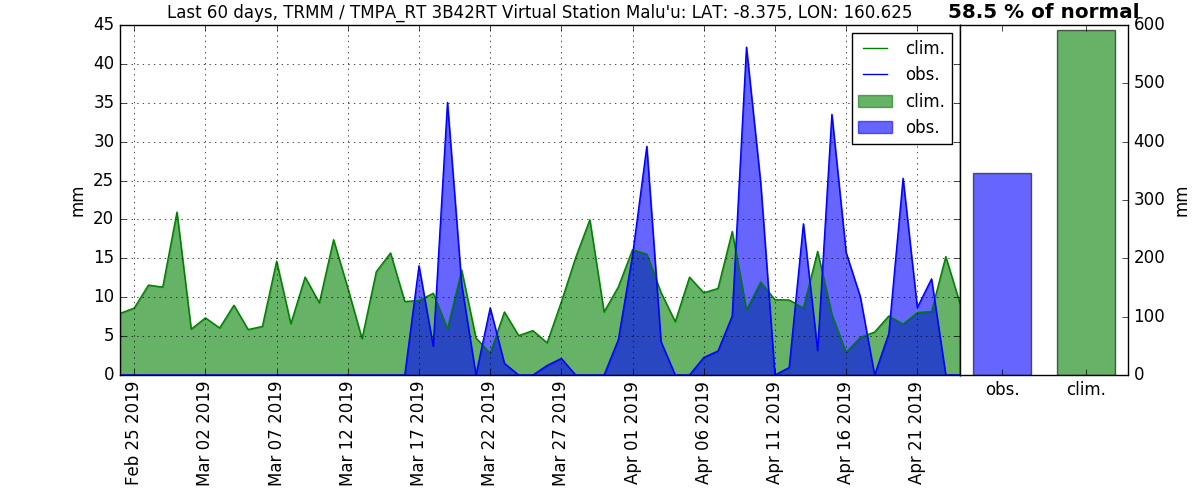 Last 60 days, TRMM / TMPA_RT 3B42RT Virtual Station Malu'u: LAT: -8.375, LON: 160.625
58.5 % of normal
45
40
35
30
25
20
15
10
5
0
mm
clim.
obs.
clim.
obs.
600
500
400
300
200
100
0
mm
obs.
clim.
Feb 25 2019
Mar 02 2019
Mar 07 2019
Mar 12 2019
Mar 17 2019
Mar 22 2019
Mar 27 2019
Apr 01 2019
Apr 06 2019
Apr 11 2019
Apr 16 2019
Apr 21 2019